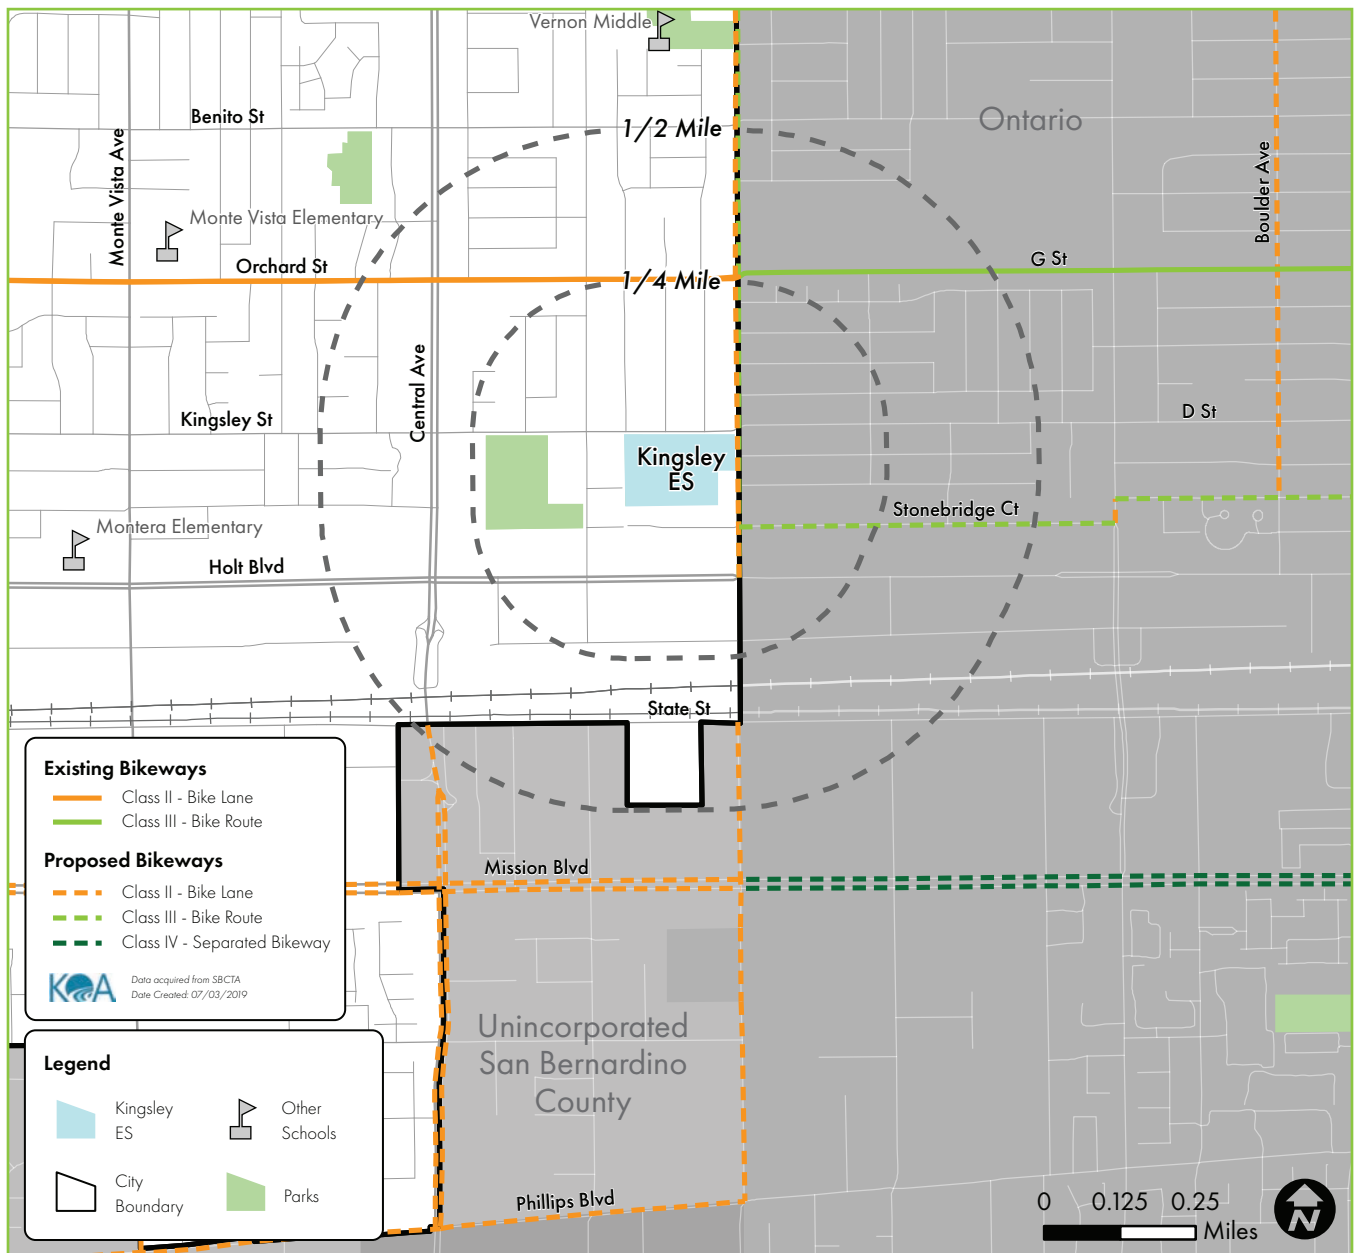 Vernon Middle
Benito St
1/2 Mile
Ontario
Monte Vista Ave
Boulder Ave
Monte Vista Elementary
Orchard St
G St
1/4 Mile
Central Ave
Kingsley St
D St
Kingsley
ES
Stonebridge Ct
Montera Elementary
Holt Blvd
State St
Existing Bikeways
Class II - Bike Lane
Class III - Bike Route
Proposed Bikeways
Class II - Bike Lane
Class III - Bike Route
Class IV - Separated Bikeway
KOA
Data acquired from SBCTA
Date Created: 07/03/2019
Mission Blvd
Unincorporated
San Bernardino
County
Legend
Kingsley
ES
Other
Schools
City
Boundary
Parks
Phillips Blvd
0 0.125 0.25
Miles
N